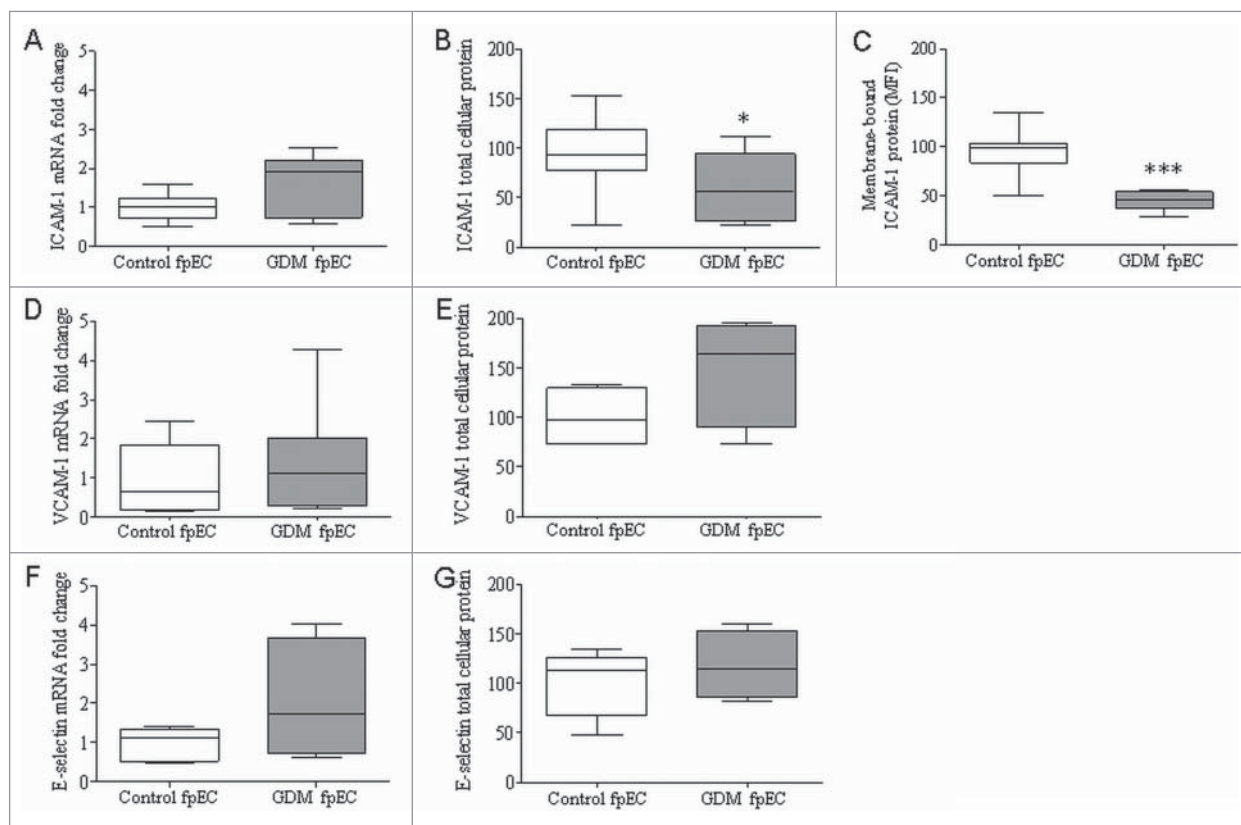 A
ICAM-1 mRNA fold change
5
4
3
2
1
0
Control fpEC
GDM fpEC
B
ICAM-1 total cellular protein
200
150
100
50
0
*
Control fpEC
GDM fpEC
C
Membrane-bound
ICAM-1 protein (MFI)
200
150
100
50
0
***
Control fpEC
GDM fpEC
D
VCAM-1 mRNA fold change
5
4
3
2
1
0
Control fpEC
GDM fpEC
E
VCAM-1 total cellular protein
200
150
100
50
0
Control fpEC
GDM fpEC
F
E-selectin mRNA fold change
5
4
3
2
1
0
Control fpEC
GDM fpEC
G
E-selectin total cellular protein
200
150
100
50
0
Control fpEC
GDM fpEC